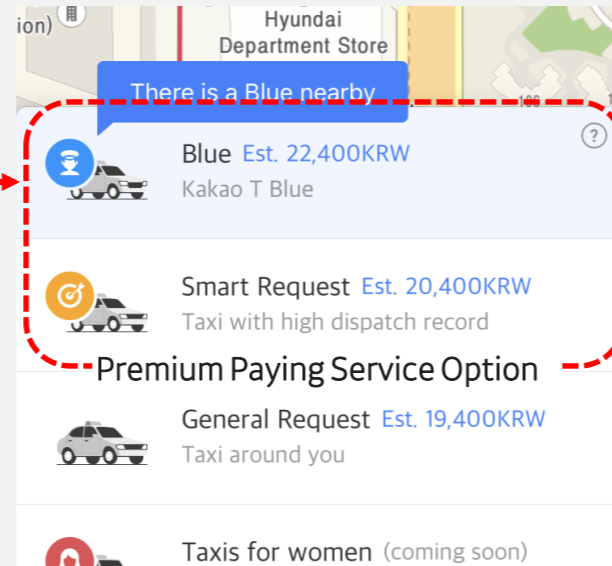 ion)
Hyundai
Department Store
There is a Blue nearby
Blue Est. 22,400KRW
Kakao T Blue
Smart Request Est. 20,400KRW
Taxi with high dispatch record
Premium Paying Service Option
General Request Est. 19,400KRW
Taxi around you
Taxis for women (coming soon)